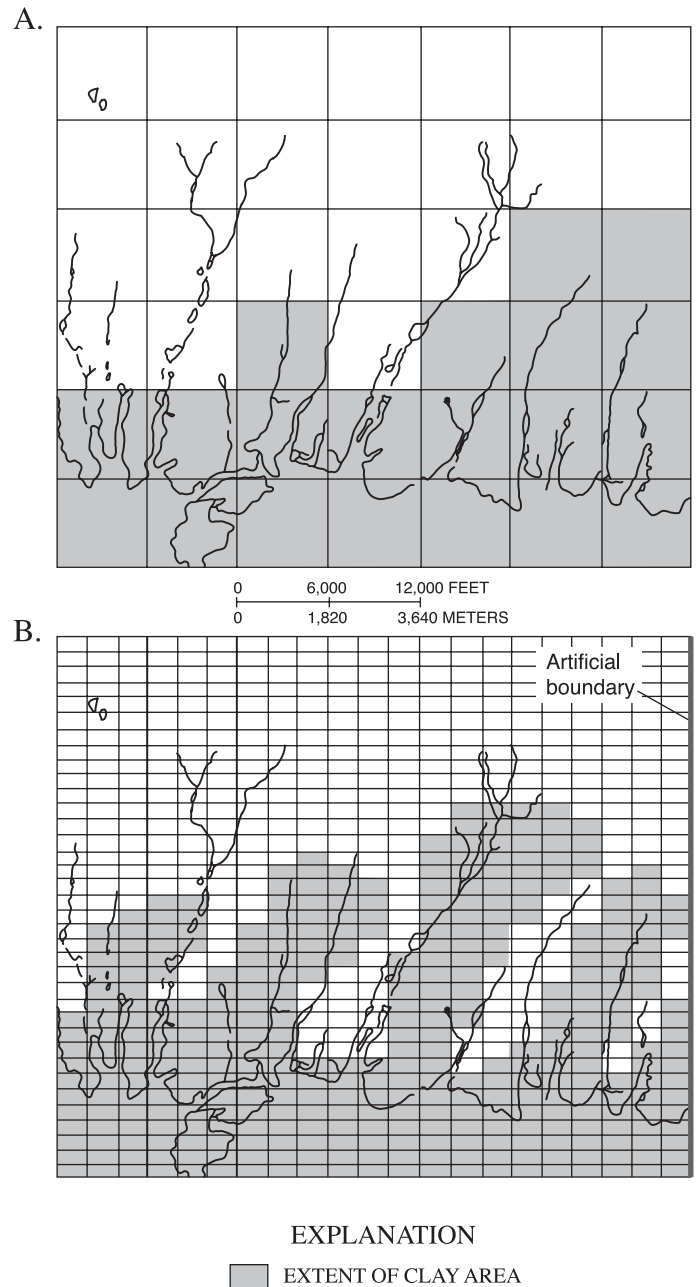 A.
0 6,000 12,000 FEET
0 1,820 3,640 METERS
B.
Artificial
boundary
EXPLANATION
EXTENT OF CLAY AREA